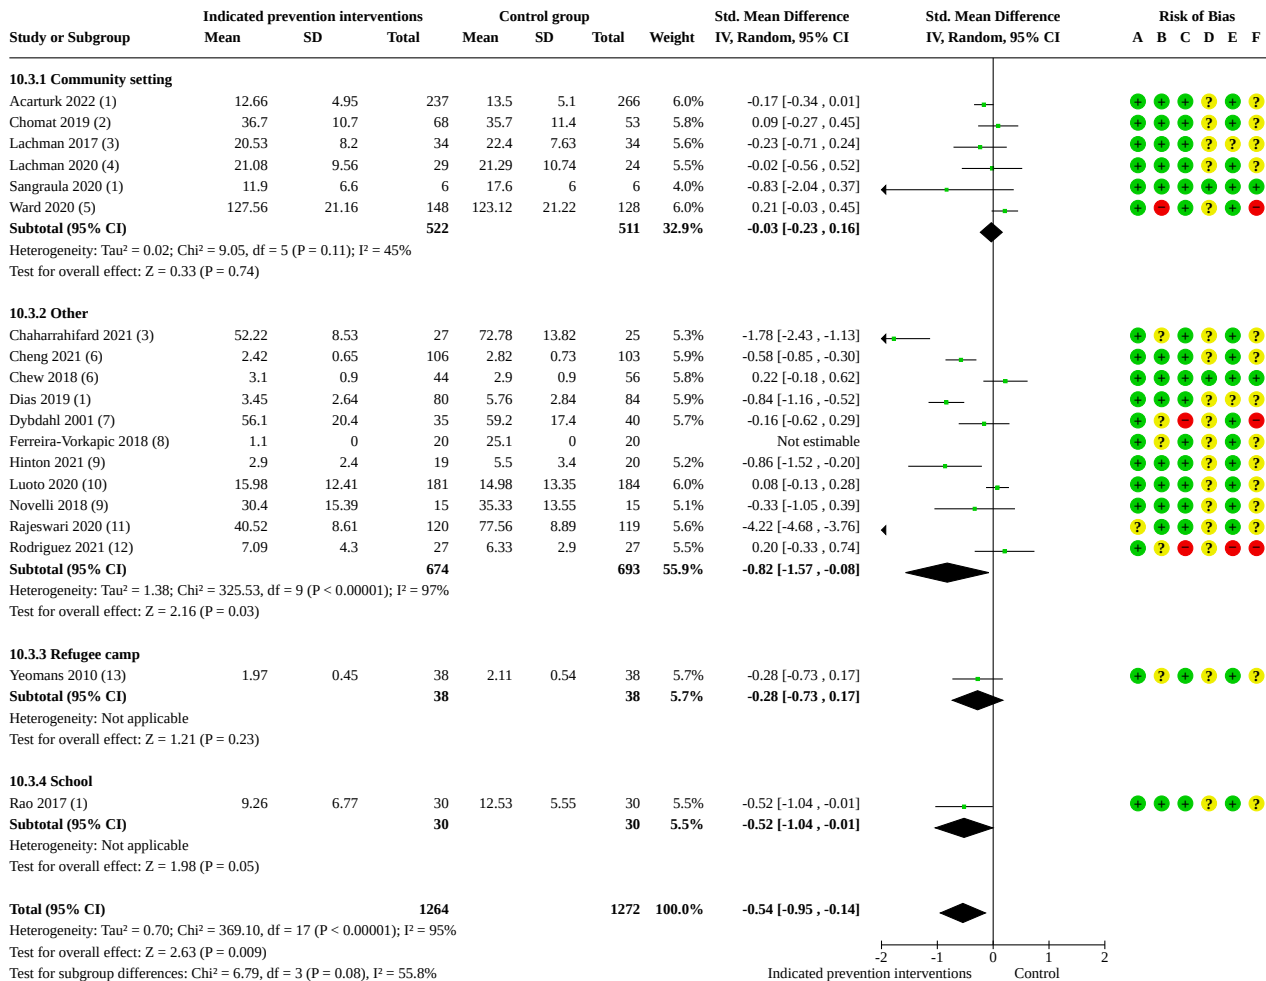 Indicated prevention interventions Control group Std. Mean Difference Std. Mean Difference Risk of Bias
Study or Subgroup Mean SD Total Mean SD Total Weight IV, Random, 95% CI IV, Random, 95% CI A B C D E F
10.3.1 Community setting
Acarturk 2022 (1) 12.66 4.95 237 13.5 5.1 266 6.0% -0.17 [-0.34 , 0.01] + + + ? + ?
Chomat 2019 (2) 36.7 10.7 68 35.7 11.4 53 5.8% 0.09 [-0.27 , 0.45] + + + ? + ?
Lachman 2017 (3) 20.53 8.2 34 22.4 7.63 34 5.6% -0.23 [-0.71 , 0.24] + + + ? ? ?
Lachman 2020 (4) 21.08 9.56 29 21.29 10.74 24 5.5% -0.02 [-0.56 , 0.52] + + + ? + ?
Sangraula 2020 (1) 11.9 6.6 6 17.6 6 6 4.0% -0.83 [-2.04 , 0.37] + + + + + +
Ward 2020 (5) 127.56 21.16 148 123.12 21.22 128 6.0% 0.21 [-0.03 , 0.45] + − + ? + −
Subtotal (95% CI) 522 511 32.9% -0.03 [-0.23 , 0.16]
Heterogeneity: Tau² = 0.02; Chi² = 9.05, df = 5 (P = 0.11); I² = 45%
Test for overall effect: Z = 0.33 (P = 0.74)
10.3.2 Other
Chaharrahifard 2021 (3) 52.22 8.53 27 72.78 13.82 25 5.3% -1.78 [-2.43 , -1.13] + ? + ? + ?
Cheng 2021 (6) 2.42 0.65 106 2.82 0.73 103 5.9% -0.58 [-0.85 , -0.30] + + + ? + ?
Chew 2018 (6) 3.1 0.9 44 2.9 0.9 56 5.8% 0.22 [-0.18 , 0.62] + + + + + +
Dias 2019 (1) 3.45 2.64 80 5.76 2.84 84 5.9% -0.84 [-1.16 , -0.52] + + + ? ? ?
Dybdahl 2001 (7) 56.1 20.4 35 59.2 17.4 40 5.7% -0.16 [-0.62 , 0.29] + ? − ? + −
Ferreira-Vorkapic 2018 (8) 1.1 0 20 25.1 0 20 Not estimable + ? + ? + ?
Hinton 2021 (9) 2.9 2.4 19 5.5 3.4 20 5.2% -0.86 [-1.52 , -0.20] + + + ? + ?
Luoto 2020 (10) 15.98 12.41 181 14.98 13.35 184 6.0% 0.08 [-0.13 , 0.28] + + + ? + ?
Novelli 2018 (9) 30.4 15.39 15 35.33 13.55 15 5.1% -0.33 [-1.05 , 0.39] + + + ? + ?
Rajeswari 2020 (11) 40.52 8.61 120 77.56 8.89 119 5.6% -4.22 [-4.68 , -3.76] ? + + ? + ?
Rodriguez 2021 (12) 7.09 4.3 27 6.33 2.9 27 5.5% 0.20 [-0.33 , 0.74] + ? − ? − −
Subtotal (95% CI) 674 693 55.9% -0.82 [-1.57 , -0.08]
Heterogeneity: Tau² = 1.38; Chi² = 325.53, df = 9 (P < 0.00001); I² = 97%
Test for overall effect: Z = 2.16 (P = 0.03)
10.3.3 Refugee camp
Yeomans 2010 (13) 1.97 0.45 38 2.11 0.54 38 5.7% -0.28 [-0.73 , 0.17] + ? + ? + ?
Subtotal (95% CI) 38 38 5.7% -0.28 [-0.73 , 0.17]
Heterogeneity: Not applicable
Test for overall effect: Z = 1.21 (P = 0.23)
10.3.4 School
Rao 2017 (1) 9.26 6.77 30 12.53 5.55 30 5.5% -0.52 [-1.04 , -0.01] + + + ? + ?
Subtotal (95% CI) 30 30 5.5% -0.52 [-1.04 , -0.01]
Heterogeneity: Not applicable
Test for overall effect: Z = 1.98 (P = 0.05)
Total (95% CI) 1264 1272 100.0% -0.54 [-0.95 , -0.14]
Heterogeneity: Tau² = 0.70; Chi² = 369.10, df = 17 (P < 0.00001); I² = 95%
Test for overall effect: Z = 2.63 (P = 0.009)
-2 -1 0 1 2
Test for subgroup differences: Chi² = 6.79, df = 3 (P = 0.08), I² = 55.8%
Indicated prevention interventions Control